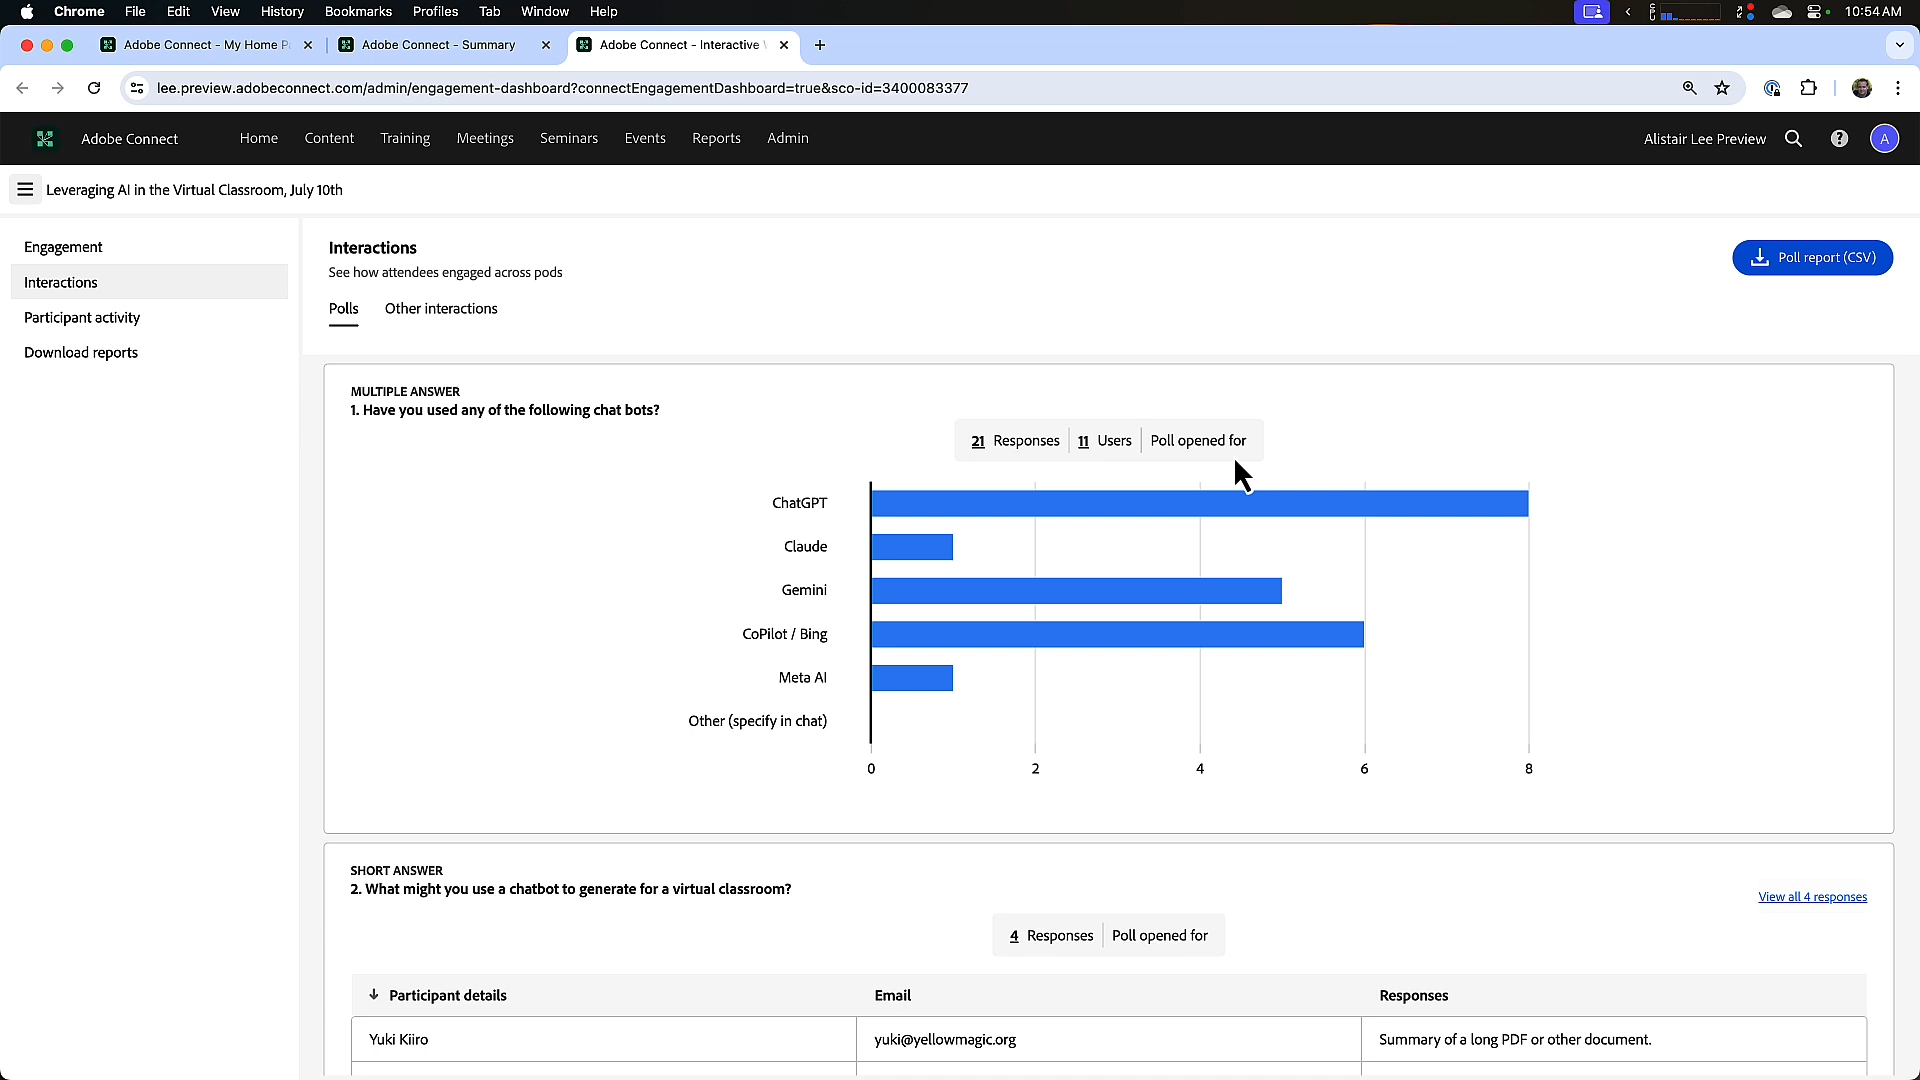 Chrome File Edit View History Bookmarks Profiles Tab Window Help 10:54 AM
Adobe Connect - My Home P Adobe Connect - Summary Adobe Connect - Interactive
lee.preview.adobeconnect.com/admin/engagement-dashboard?connectEngagementDashboard=true&sco-id=3400083377
Adobe Connect Home Content Training Meetings Seminars Events Reports Admin Alistair Lee Preview A
Leveraging AI in the Virtual Classroom, July 10th
Engagement
Interactions
Participant activity
Download reports
Interactions
See how attendees engaged across pods
Poll report (CSV)
Polls Other interactions
MULTIPLE ANSWER
1. Have you used any of the following chat bots?
21 Responses 11 Users Poll opened for
ChatGPT
Claude
Gemini
CoPilot / Bing
Meta AI
Other (specify in chat)
0 2 4 6 8
SHORT ANSWER
2. What might you use a chatbot to generate for a virtual classroom?
View all 4 responses
4 Responses Poll opened for
Participant details Email Responses
Yuki Kiiro yuki@yellowmagic.org Summary of a long PDF or other document.